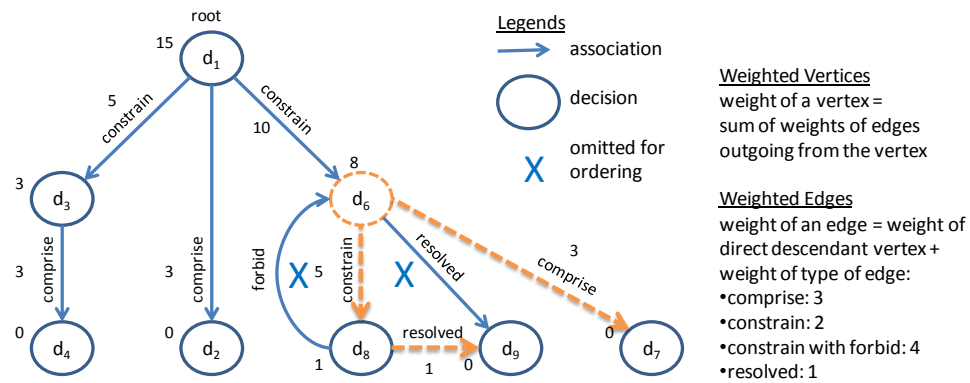 root
15
d1
5
constrain
constrain
10
8
3
d3
d6
3
comprise
3
comprise
forbid
X
5
constrain
X
resolved
3
comprise
0
d4
0
d2
1
d8
resolved
1
0
d9
0
d7
Legends
association
decision
X
omitted for
ordering
Weighted Vertices
weight of a vertex =
sum of weights of edges
outgoing from the vertex
Weighted Edges
weight of an edge = weight of
direct descendant vertex +
weight of type of edge:
•comprise: 3
•constrain: 2
•constrain with forbid: 4
•resolved: 1